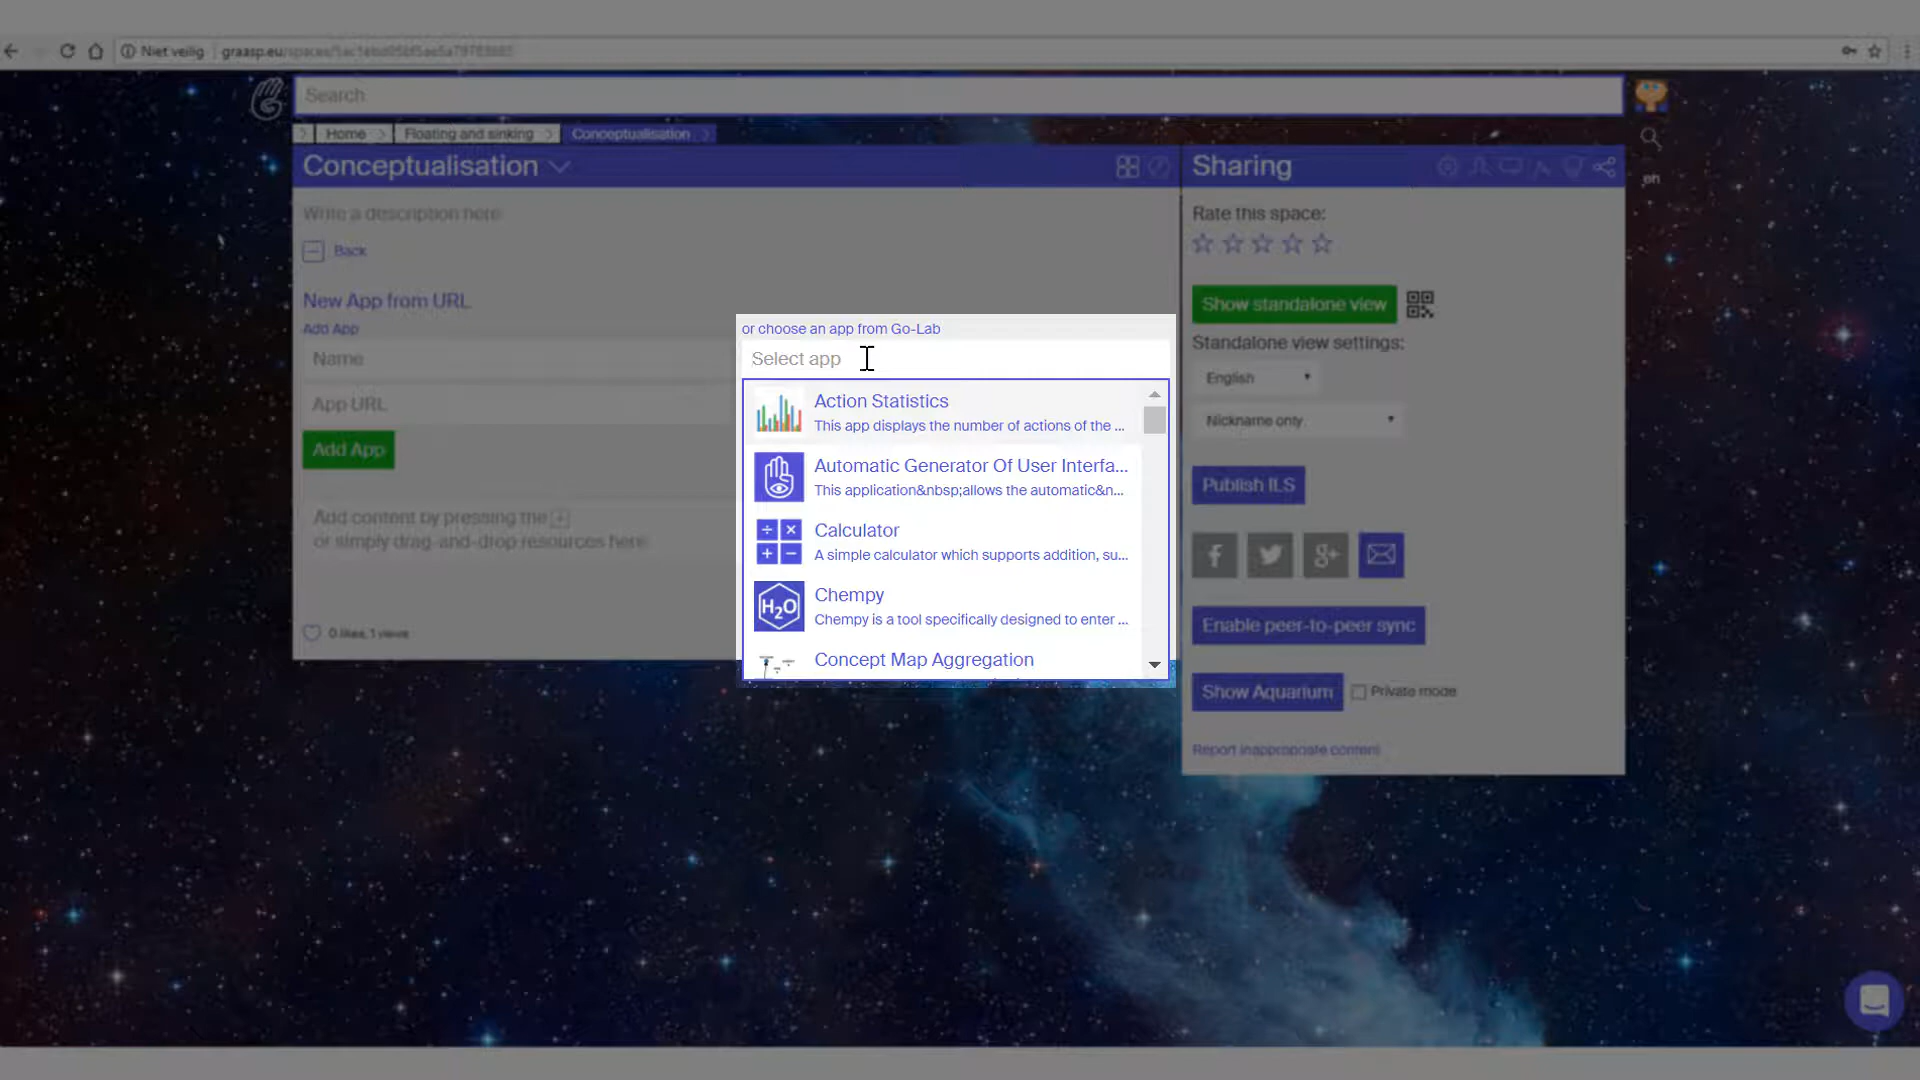 Niet veilig graasp.eu/spaces/
Search
Home
Floating and sinking
Conceptualisation
Conceptualisation
Sharing
en
Write a description here
Back
New App from URL
Add App
Name
App URL
Add App
Add content by pressing the +
or simply drag-and-drop resources here
0 likes, 1 views
or choose an app from Go-Lab
Select app
Action Statistics
This app displays the number of actions of the ...
Automatic Generator Of User Interfa...
This application&nbsp;allows the automatic&n...
Calculator
A simple calculator which supports addition, su...
H₂O
Chempy
Chempy is a tool specifically designed to enter ...
Concept Map Aggregation
Rate this space:
Show standalone view
Standalone view settings:
English
Nickname only
Publish ILS
Enable peer-to-peer sync
Show Aquarium
Private mode
Report inappropriate content